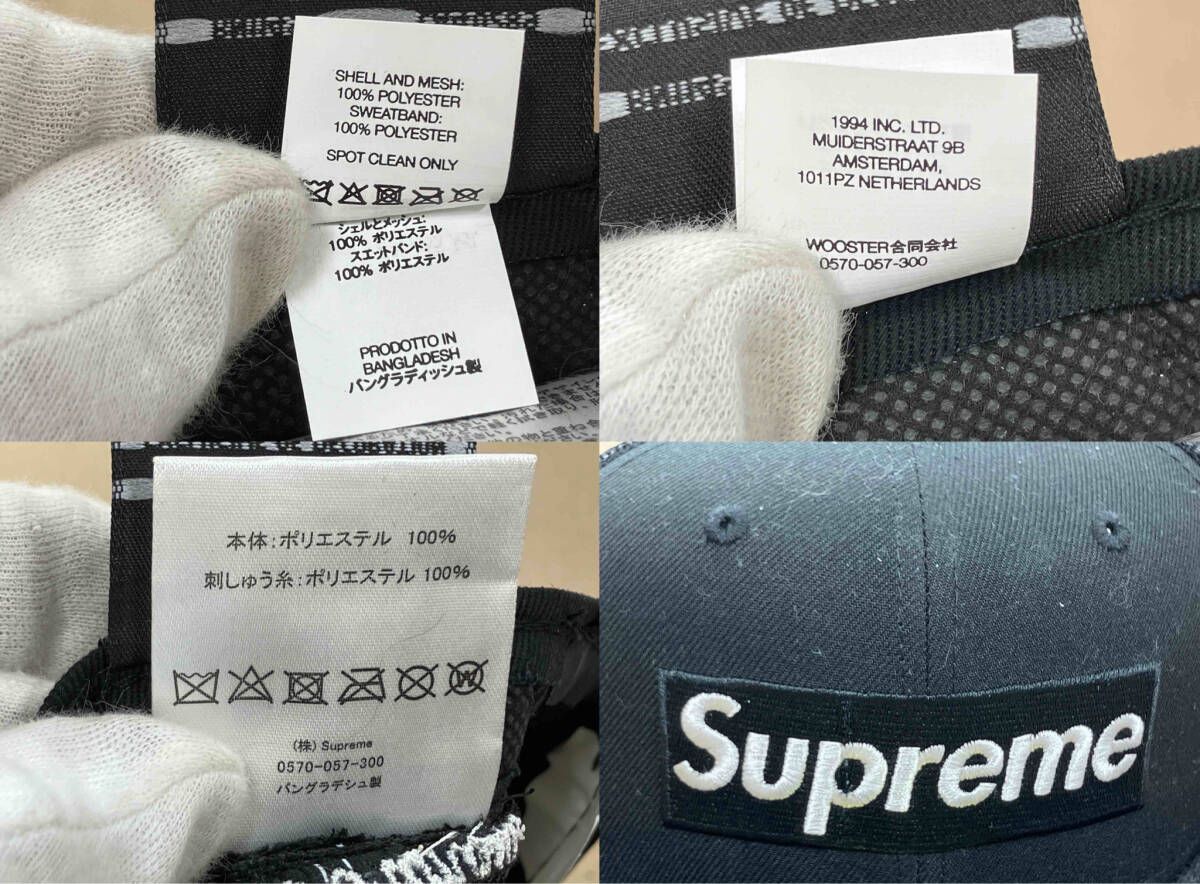 SHELL AND MESH:
100% POLYESTER
SWEATBAND:
100% POLYESTER
SPOT CLEAN ONLY
シェルとメッシュ:
100% ポリエステル
スエットバンド:
100% ポリエステル
PRODOTTO IN
BANGLADESH
バングラディッシュ製
1994 INC. LTD.
MUIDERSTRAAT 9B
AMSTERDAM,
1011PZ NETHERLANDS
WOOSTER合同会社
0570-057-300
本体:ポリエステル 100%
刺しゅう糸:ポリエステル 100%
(株) Supreme
0570-057-300
バングラデシュ製
Supreme